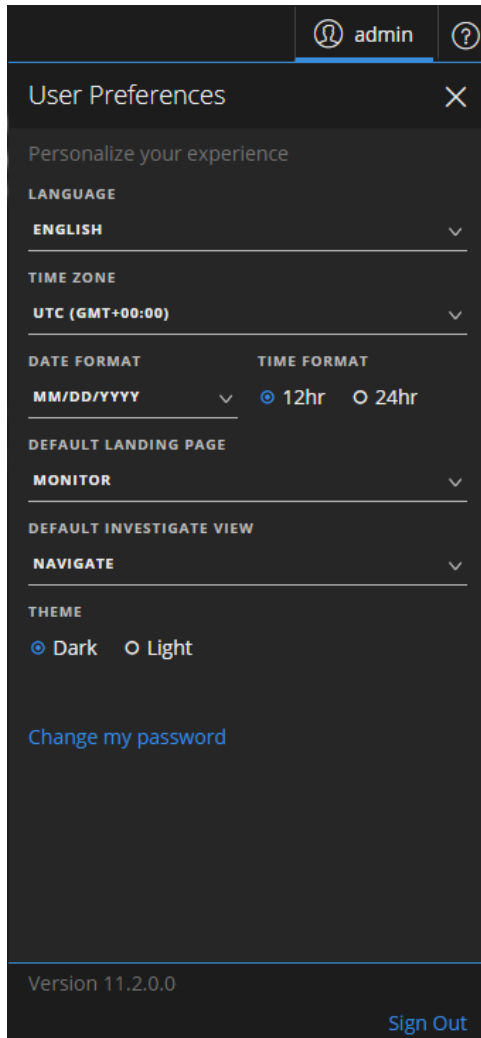 admin
User Preferences
Personalize your experience
LANGUAGE
ENGLISH
TIME ZONE
UTC (GMT+00:00)
DATE FORMAT TIME FORMAT
MM/DD/YYYY 12hr 24hr
DEFAULT LANDING PAGE
MONITOR
DEFAULT INVESTIGATE VIEW
NAVIGATE
THEME
Dark Light
Change my password
Version 11.2.0.0
Sign Out